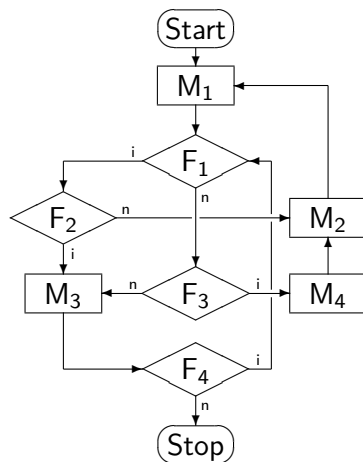 Start
M₁
i F₁
n
F₂ n M₂
i
M₃ n F₃ i M₄
F₄ i
n
Stop